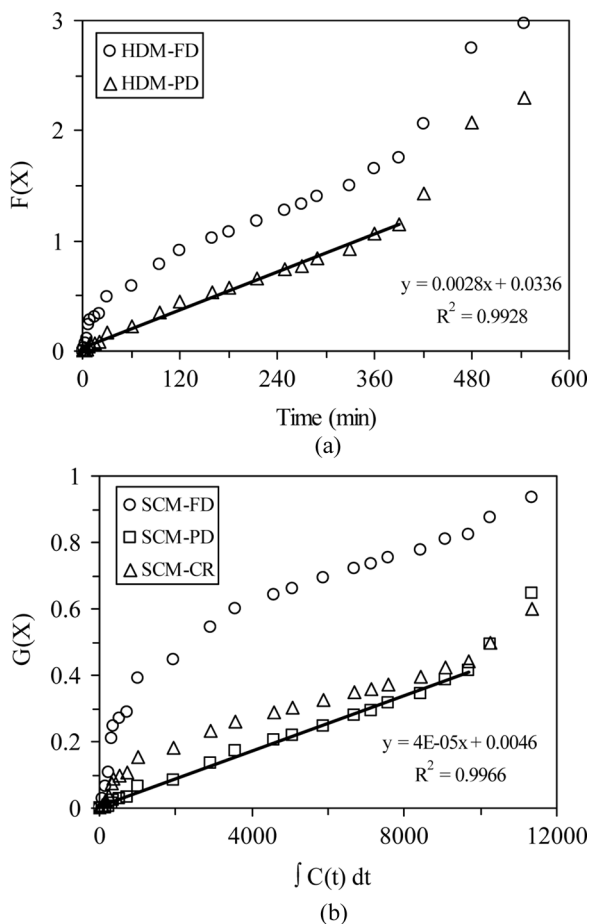 3
HDM-FD
HDM-PD
2
F(X)
1
y = 0.0028x + 0.0336
R² = 0.9928
0
0 120 240 360 480 600
Time (min)
(a)
1
SCM-FD
SCM-PD
SCM-CR
0.8
0.6
G(X)
0.4
0.2
y = 4E-05x + 0.0046
R² = 0.9966
0
0 4000 8000 12000
∫ C(t) dt
(b)